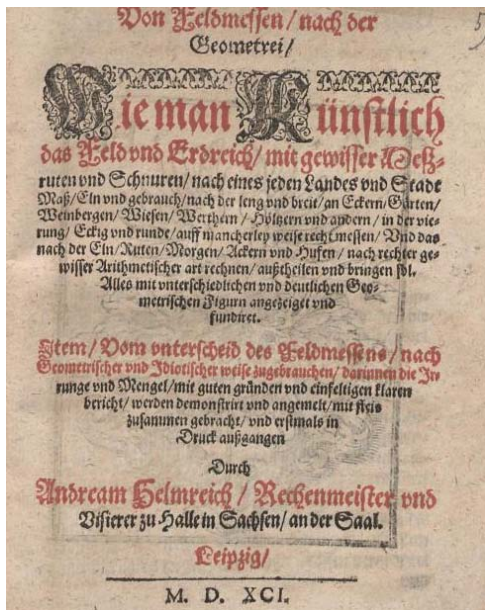 Von Feldmessen / nach der
Geometrei /
Wie man Künstlich
das Feld vnd Erdreich / mit gewisser Meß-
ruten vnd Schnuren / nach eines jeden Landes vnd Stadt
Maß / Eln vnd gebrauch / nach der leng vnd breit / an Eckern / Gärten /
Weinbergen / Wiesen / Werthern / Höltzern vnd andern / in der vie-
rung / Eckig vnd runde / auff mancherley weise recht messen / Vnd das
nach der Eln / Ruten / Morgen / Ackern vnd Hufen / nach rechter ge-
wisser Arithmetischer art rechnen / außtheilen vnd bringen sol.
Alles mit vnterschiedlichen vnd deutlichen Geo-
metrischen Figurn angezeiget vnd
fundiret.
Item / Vom vnterscheid des Feldmessens / nach
Geometrischer vnd Idiotischer weise zugebrauchen / darinnen die Ir-
runge vnd Mengel / mit guten gründen vnd einfeltigen klaren
bericht / werden demonstrirt vnd angemelt / mit fleis
zusammen gebracht / vnd erstmals in
Druck außgangen
Durch
Andream Helmreich / Rechenmeister vnd
Visierer zu Halle in Sachsen / an der Saal.
Leipzig /
M. D. XCI.